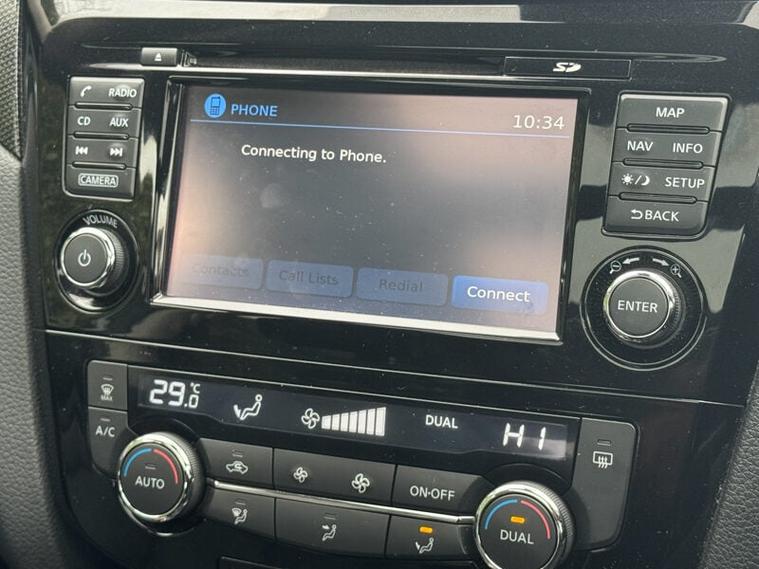 SD
RADIO
CD AUX
CAMERA
VOLUME
PHONE
10:34
Connecting to Phone.
Contacts
Call Lists
Redial
Connect
MAP
NAV INFO
SETUP
BACK
ENTER
MAX
A/C
29.0 °C
DUAL
HI
AUTO
ON·OFF
DUAL